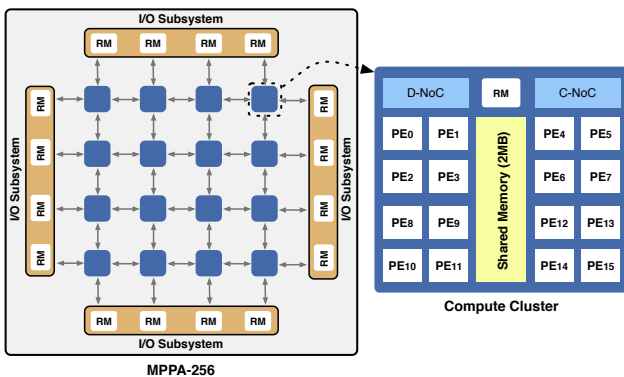 I/O Subsystem
RM RM RM RM
I/O Subsystem
RM
RM
RM
RM
RM
RM
RM
RM
I/O Subsystem
RM RM RM RM
I/O Subsystem
MPPA-256
D-NoC RM C-NoC
PE0 PE1 PE4 PE5
PE2 PE3 PE6 PE7
PE8 PE9 PE12 PE13
PE10 PE11 PE14 PE15
Shared Memory (2MB)
Compute Cluster